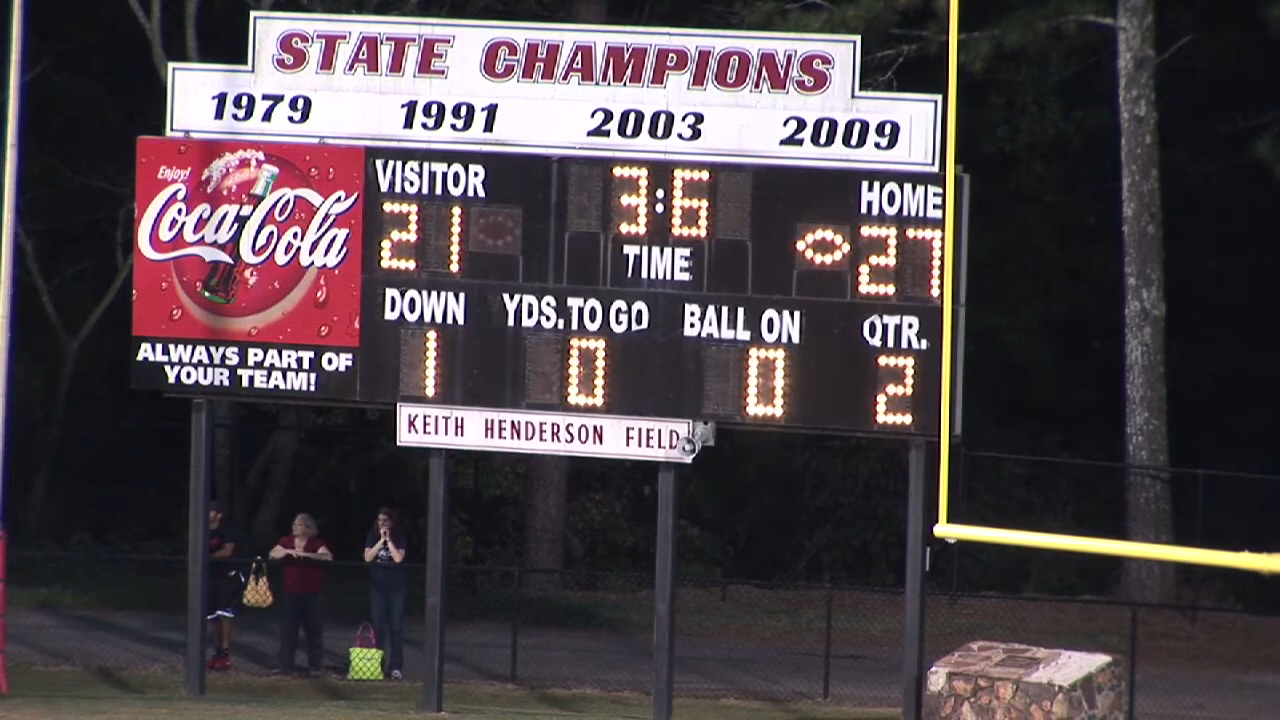 STATE CHAMPIONS
1979 1991 2003 2009
Enjoy!
Coca-Cola
ALWAYS PART OF
YOUR TEAM!
VISITOR 3:6 HOME
21 TIME 27
DOWN YDS. TO GO BALL ON QTR.
1 0 0 2
KEITH HENDERSON FIELD